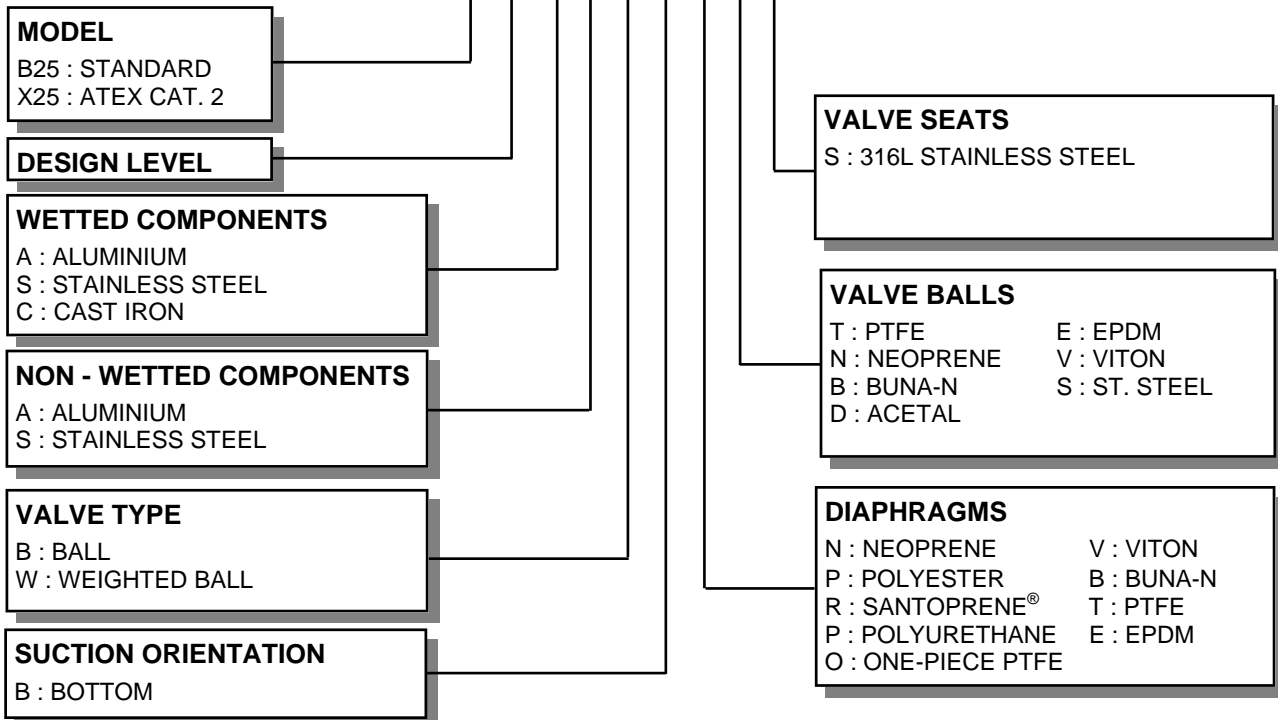 MODEL
B25 : STANDARD
X25 : ATEX CAT. 2
DESIGN LEVEL
WETTED COMPONENTS
A : ALUMINIUM
S : STAINLESS STEEL
C : CAST IRON
NON - WETTED COMPONENTS
A : ALUMINIUM
S : STAINLESS STEEL
VALVE TYPE
B : BALL
W : WEIGHTED BALL
SUCTION ORIENTATION
B : BOTTOM
VALVE SEATS
S : 316L STAINLESS STEEL
VALVE BALLS
T : PTFE E : EPDM
N : NEOPRENE V : VITON
B : BUNA-N S : ST. STEEL
D : ACETAL
DIAPHRAGMS
N : NEOPRENE V : VITON
P : POLYESTER B : BUNA-N
R : SANTOPRENE® T : PTFE
P : POLYURETHANE E : EPDM
O : ONE-PIECE PTFE